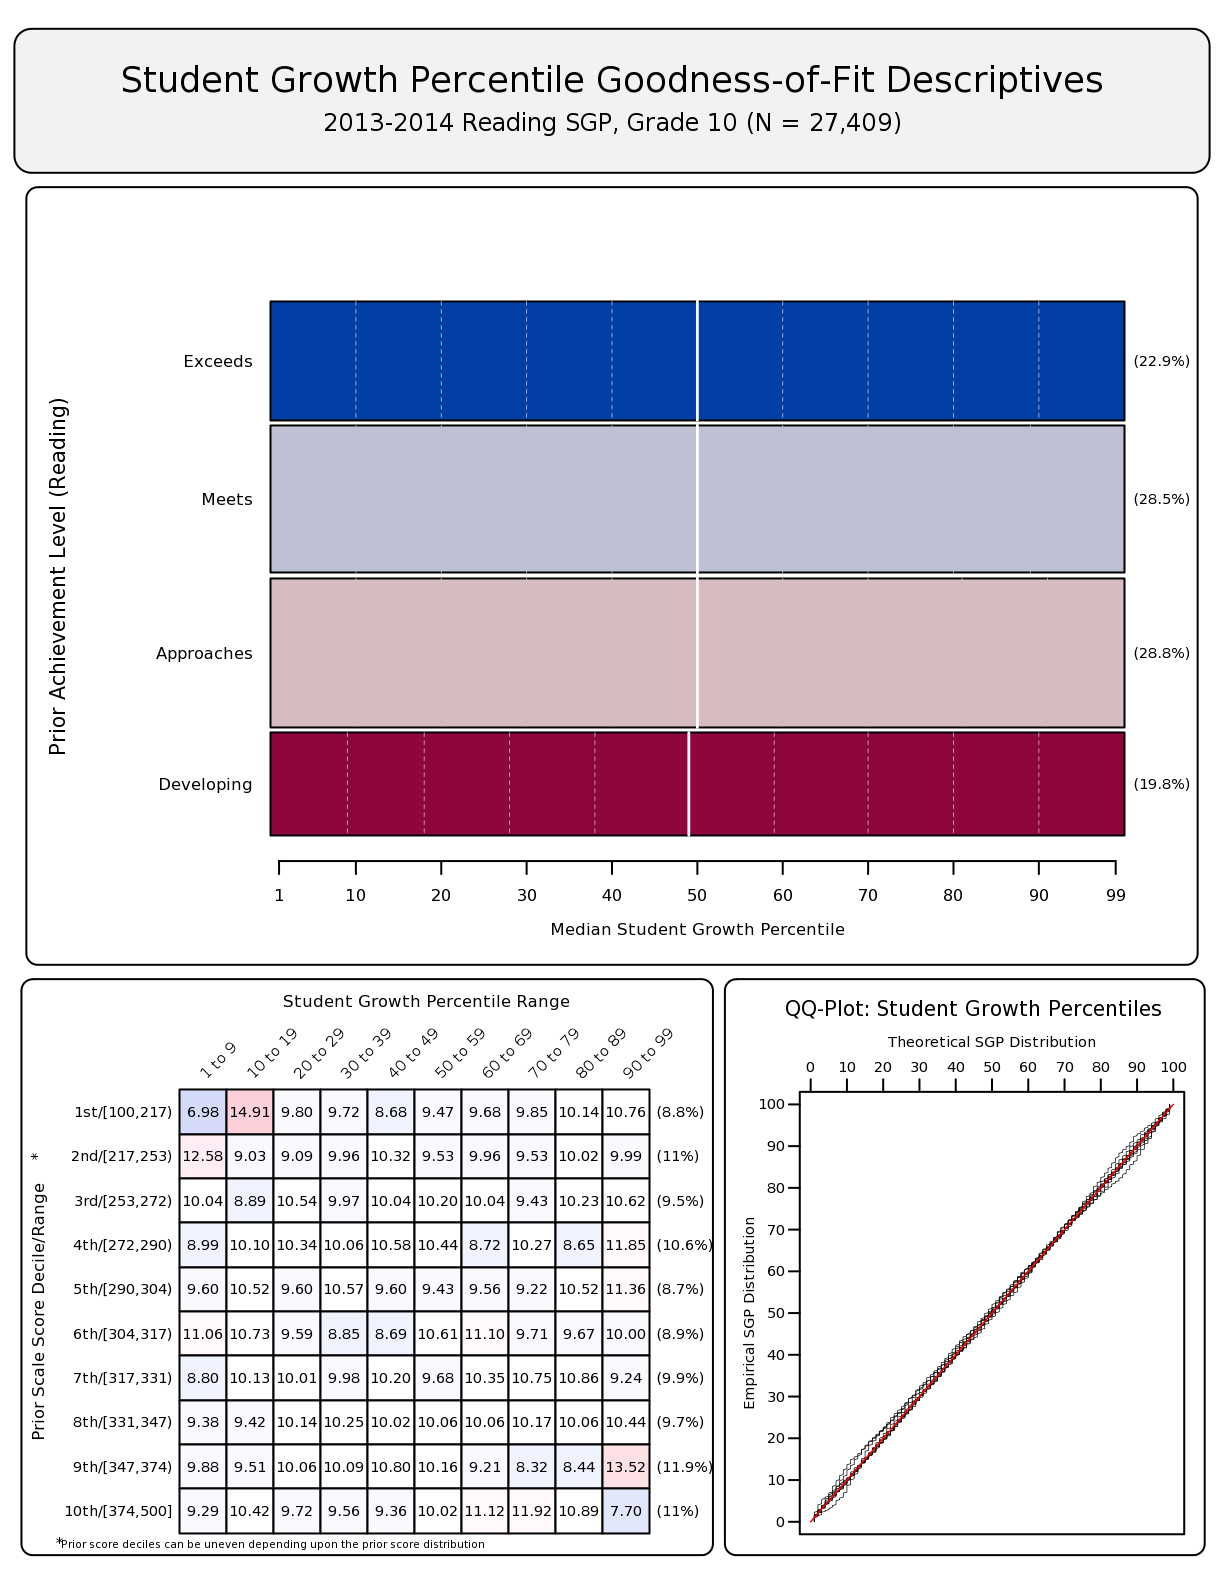 Student Growth Percentile Goodness-of-Fit Descriptives
2013-2014 Reading SGP, Grade 10 (N = 27,409)
Prior Achievement Level (Reading)
Exceeds (22.9%)
Meets (28.5%)
Approaches (28.8%)
Developing (19.8%)
1 10 20 30 40 50 60 70 80 90 99
Median Student Growth Percentile
Student Growth Percentile Range
1 to 9 10 to 19 20 to 29 30 to 39 40 to 49 50 to 59 60 to 69 70 to 79 80 to 89 90 to 99
Prior Scale Score Decile/Range *
1st/[100,217) 6.98 14.91 9.80 9.72 8.68 9.47 9.68 9.85 10.14 10.76 (8.8%)
2nd/[217,253) 12.58 9.03 9.09 9.96 10.32 9.53 9.96 9.53 10.02 9.99 (11%)
3rd/[253,272) 10.04 8.89 10.54 9.97 10.04 10.20 10.04 9.43 10.23 10.62 (9.5%)
4th/[272,290) 8.99 10.10 10.34 10.06 10.58 10.44 8.72 10.27 8.65 11.85 (10.6%)
5th/[290,304) 9.60 10.52 9.60 10.57 9.60 9.43 9.56 9.22 10.52 11.36 (8.7%)
6th/[304,317) 11.06 10.73 9.59 8.85 8.69 10.61 11.10 9.71 9.67 10.00 (8.9%)
7th/[317,331) 8.80 10.13 10.01 9.98 10.20 9.68 10.35 10.75 10.86 9.24 (9.9%)
8th/[331,347) 9.38 9.42 10.14 10.25 10.02 10.06 10.06 10.17 10.06 10.44 (9.7%)
9th/[347,374) 9.88 9.51 10.06 10.09 10.80 10.16 9.21 8.32 8.44 13.52 (11.9%)
10th/[374,500] 9.29 10.42 9.72 9.56 9.36 10.02 11.12 11.92 10.89 7.70 (11%)
*Prior score deciles can be uneven depending upon the prior score distribution
QQ-Plot: Student Growth Percentiles
Theoretical SGP Distribution
0 10 20 30 40 50 60 70 80 90 100
Empirical SGP Distribution
100
90
80
70
60
50
40
30
20
10
0